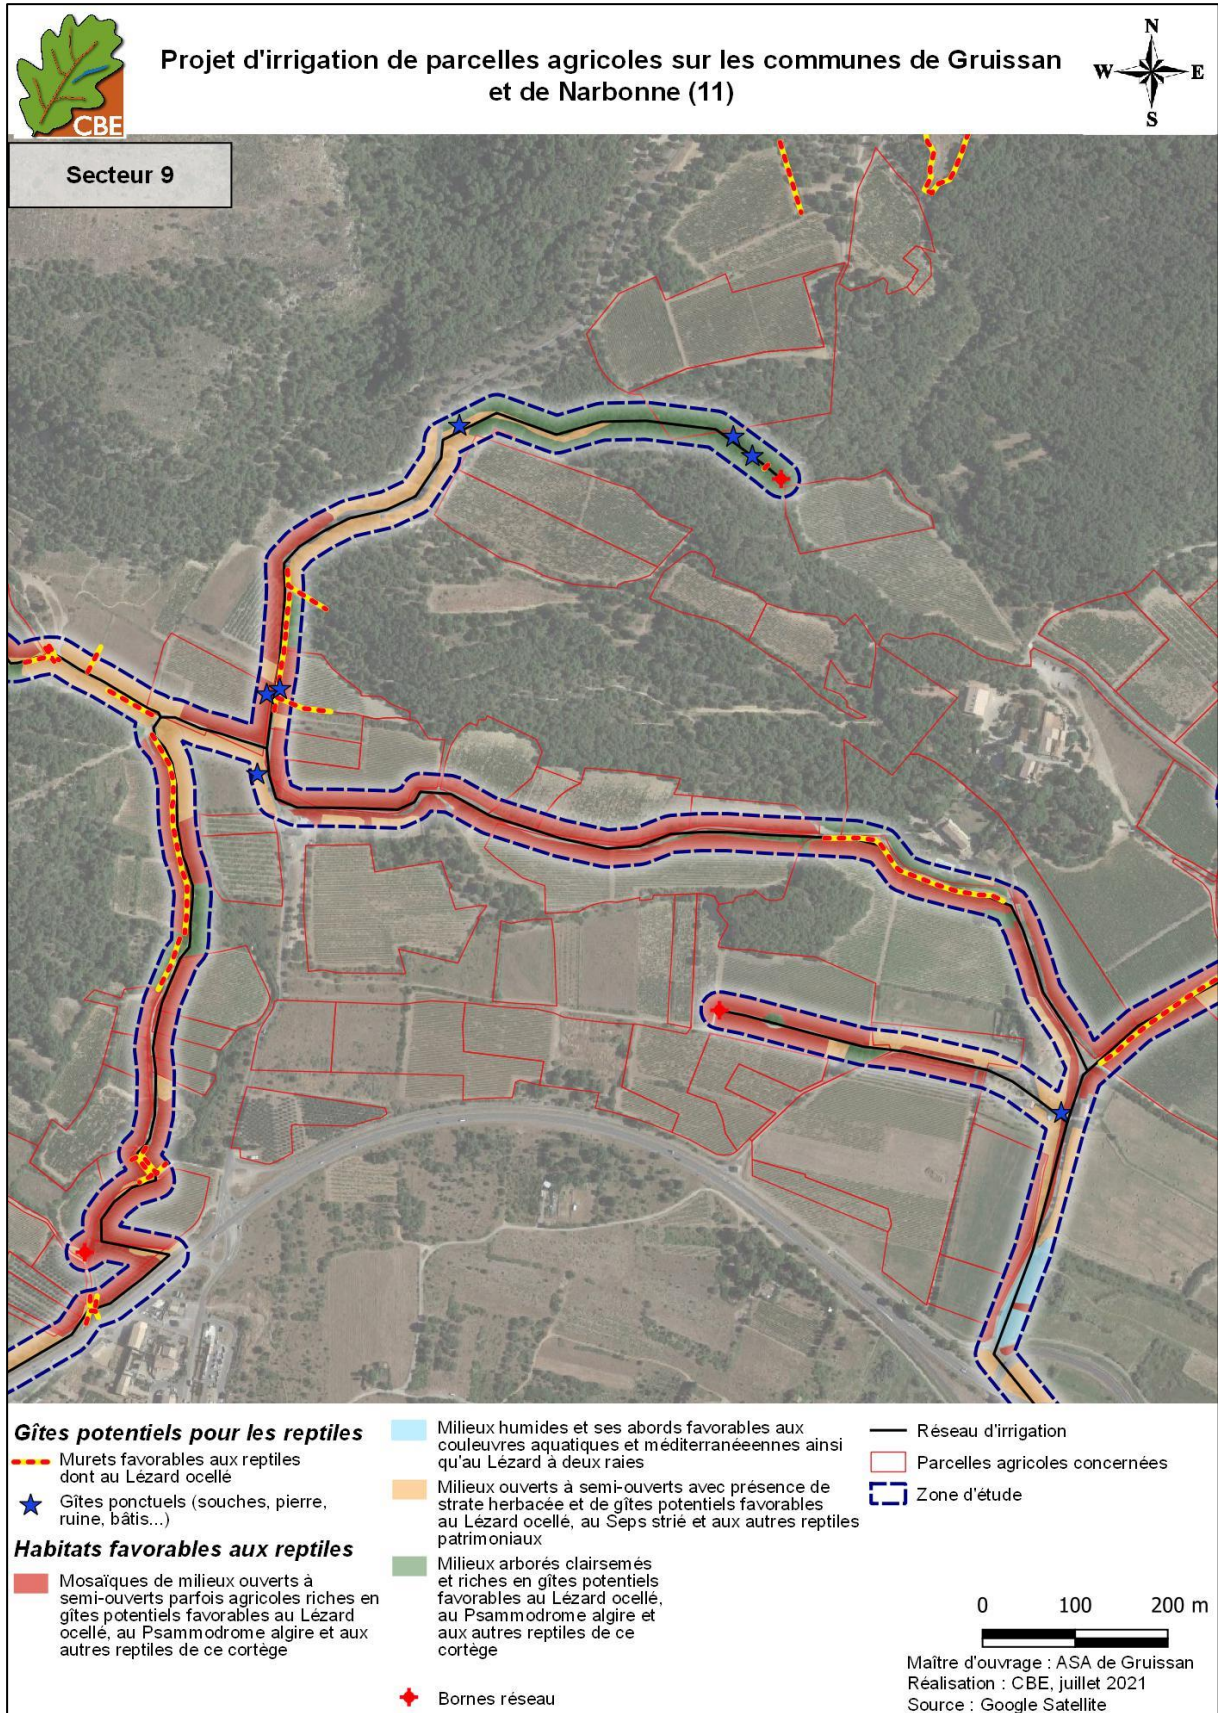 Projet d'irrigation de parcelles agricoles sur les communes de Gruissan
et de Narbonne (11)
CBE
N
W
E
S
Secteur 9
Gîtes potentiels pour les reptiles
Murets favorables aux reptiles
dont au Lézard ocellé
Gîtes ponctuels (souches, pierre,
ruine, bâtis...)
Habitats favorables aux reptiles
Mosaïques de milieux ouverts à
semi-ouverts parfois agricoles riches en
gîtes potentiels favorables au Lézard
ocellé, au Psammodrome algire et aux
autres reptiles de ce cortège
Milieux humides et ses abords favorables aux
couleuvres aquatiques et méditerranéeennes ainsi
qu'au Lézard à deux raies
Milieux ouverts à semi-ouverts avec présence de
strate herbacée et de gîtes potentiels favorables
au Lézard ocellé, au Seps strié et aux autres reptiles
patrimoniaux
Milieux arborés clairsemés
et riches en gîtes potentiels
favorables au Lézard ocellé,
au Psammodrome algire et
aux autres reptiles de ce
cortège
Bornes réseau
Réseau d'irrigation
Parcelles agricoles concernées
Zone d'étude
0 100 200 m
Maître d'ouvrage : ASA de Gruissan
Réalisation : CBE, juillet 2021
Source : Google Satellite